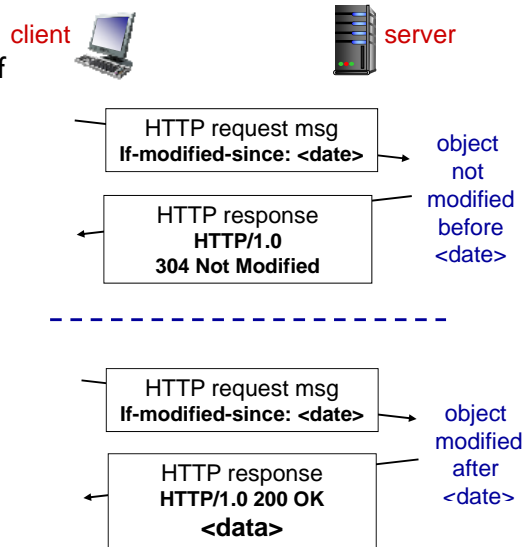 client
server
f
HTTP request msg
If-modified-since: <date>
object
not
modified
before
<date>
HTTP response
HTTP/1.0
304 Not Modified
HTTP request msg
If-modified-since: <date>
object
modified
after
<date>
HTTP response
HTTP/1.0 200 OK
<data>